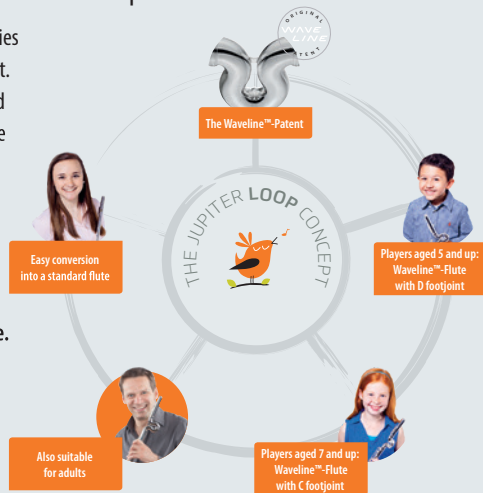 ies
t.
d
e
e.
ORIGINAL
WAVE
LINE
PATENT
The Waveline™-Patent
THE JUPITER LOOP CONCEPT
Easy conversion
into a standard flute
Players aged 5 and up:
Waveline™-Flute
with D footjoint
Also suitable
for adults
Players aged 7 and up:
Waveline™-Flute
with C footjoint